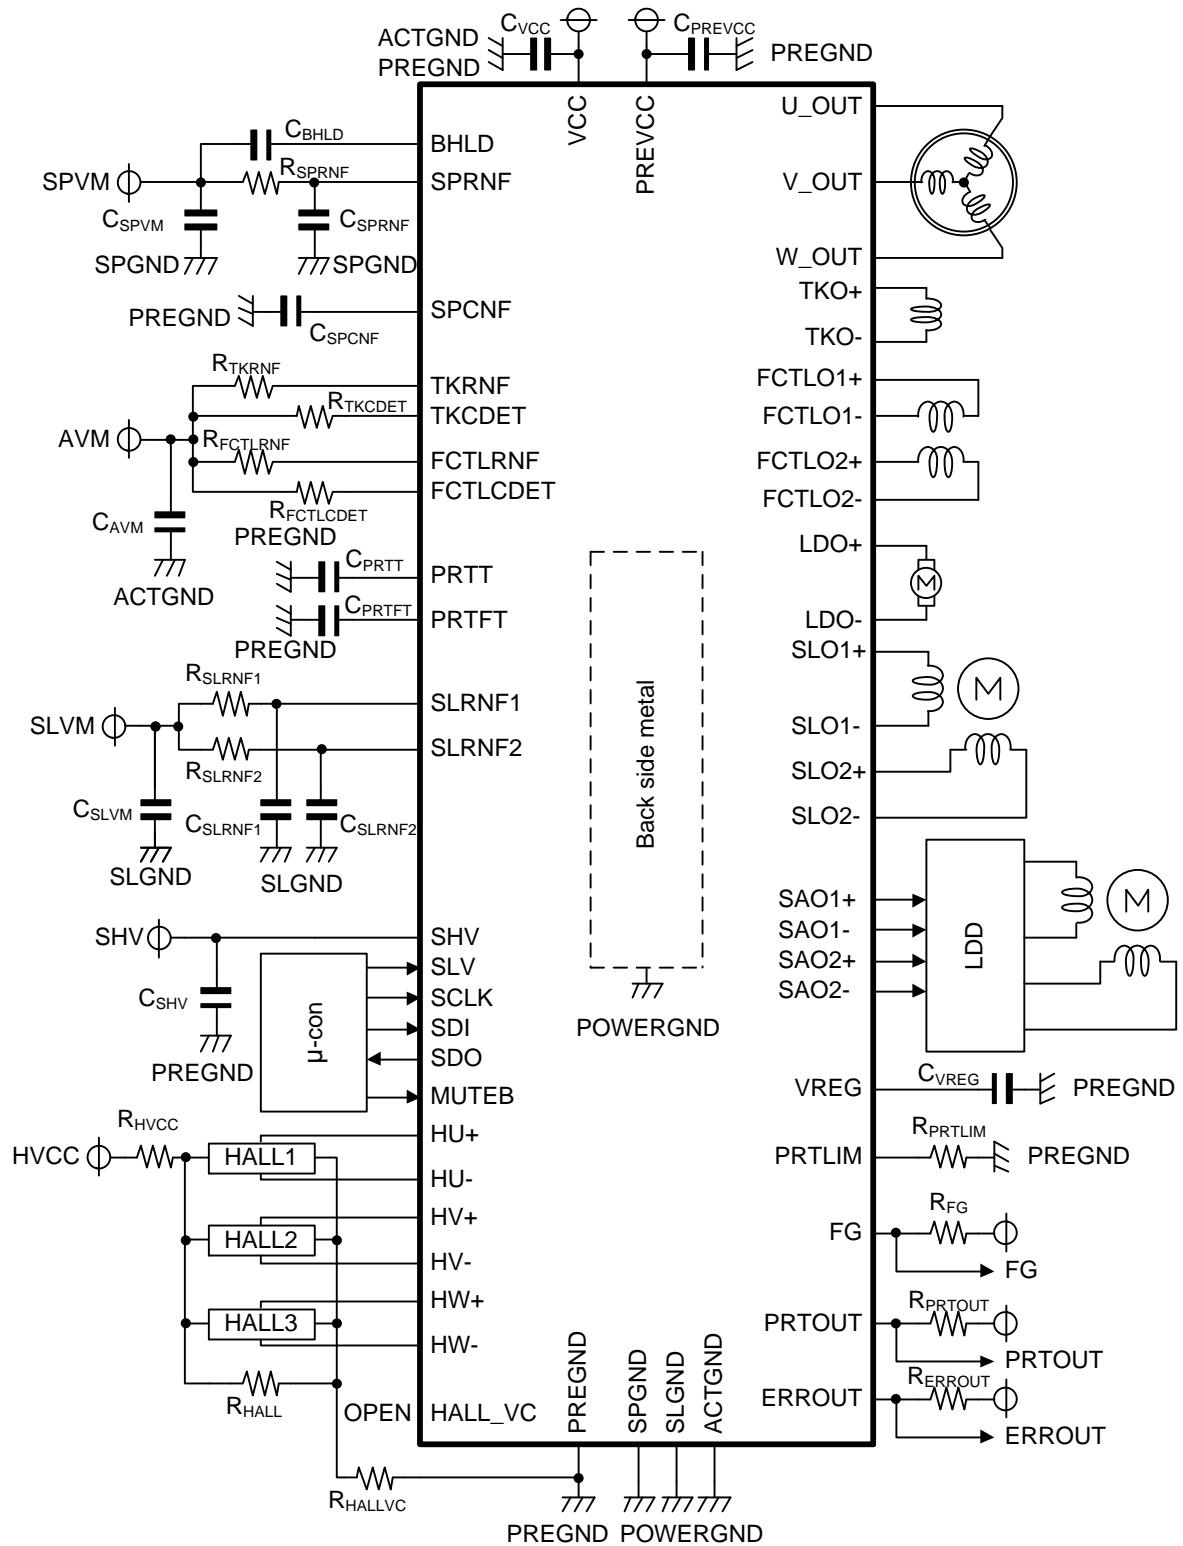 ACTGND
PREGND
CVCC
CPREVCC
PREGND
VCC
PREVCC
CBHLD
BHLD
RSPRNF
SPVM
SPRNF
CSPVM
CSPRNF
SPGND
SPGND
PREGND
CSPCNF
SPCNF
RTKRNF
TKRNF
RTKCDET
TKCDET
AVM
RFCTLRNF
FCTLRNF
FCTLCDET
RFCTLCDET
CAVM
ACTGND
PREGND
CPRTT
PRTT
CPRTFT
PRTFT
PREGND
RSLRNF1
SLRNF1
SLVM
SLRNF2
RSLRNF2
CSLVM
CSLRNF1
CSLRNF2
SLGND
SLGND
SHV
SHV
CSHV
PREGND
µ-con
SLV
SCLK
SDI
SDO
MUTEB
RHVCC
HVCC
HALL1
HU+
HU-
HALL2
HV+
HV-
HALL3
HW+
HW-
RHALL
OPEN
HALL_VC
RHALLVC
Back side metal
POWERGND
PREGND
SPGND
SLGND
ACTGND
PREGND
POWERGND
U_OUT
V_OUT
W_OUT
TKO+
TKO-
FCTLO1+
FCTLO1-
FCTLO2+
FCTLO2-
LDO+
M
LDO-
SLO1+
M
SLO1-
SLO2+
SLO2-
SAO1+
SAO1-
SAO2+
SAO2-
LDD
M
VREG
CVREG
PREGND
PRTLIM
RPRTLIM
PREGND
FG
RFG
FG
PRTOUT
RPRTOUT
PRTOUT
ERROUT
RERROUT
ERROUT